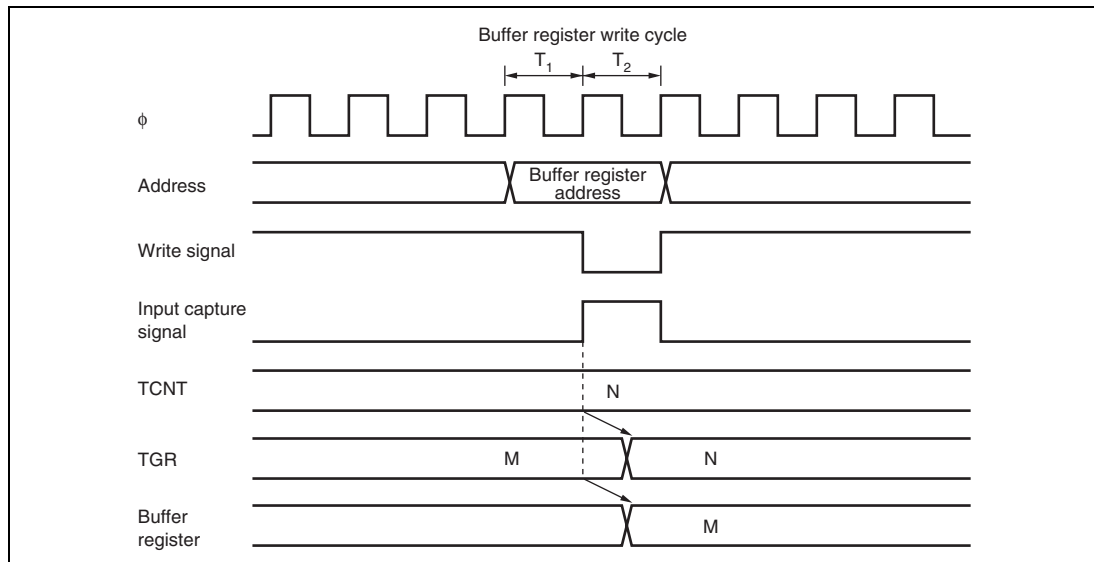 Buffer register write cycle
T1 T2
ϕ
Address
Buffer register
address
Write signal
Input capture
signal
TCNT
N
TGR
M N
Buffer
register
M